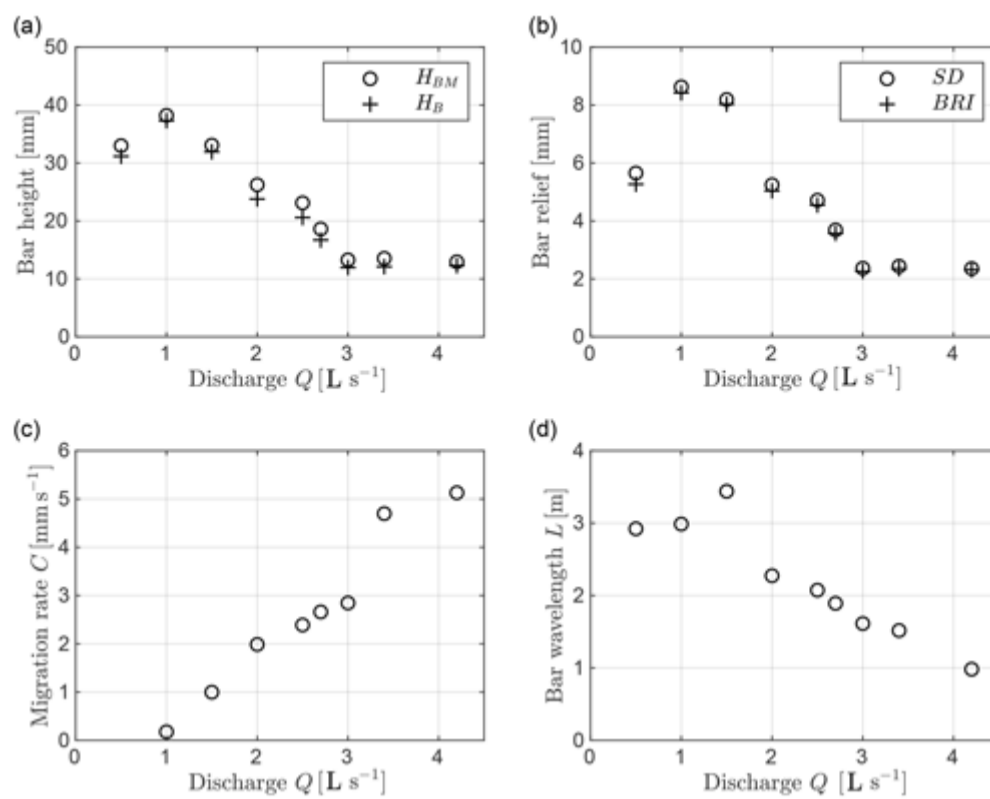 (a)
50
40
30
20
10
0
0 1 2 3 4
Bar height [mm]
Discharge Q [L s⁻¹]
H_BM
H_B
(b)
10
8
6
4
2
0
0 1 2 3 4
Bar relief [mm]
Discharge Q [L s⁻¹]
SD
BRI
(c)
6
5
4
3
2
1
0
0 1 2 3 4
Migration rate C [mm s⁻¹]
Discharge Q [L s⁻¹]
(d)
4
3
2
1
0
0 1 2 3 4
Bar wavelength L [m]
Discharge Q [L s⁻¹]